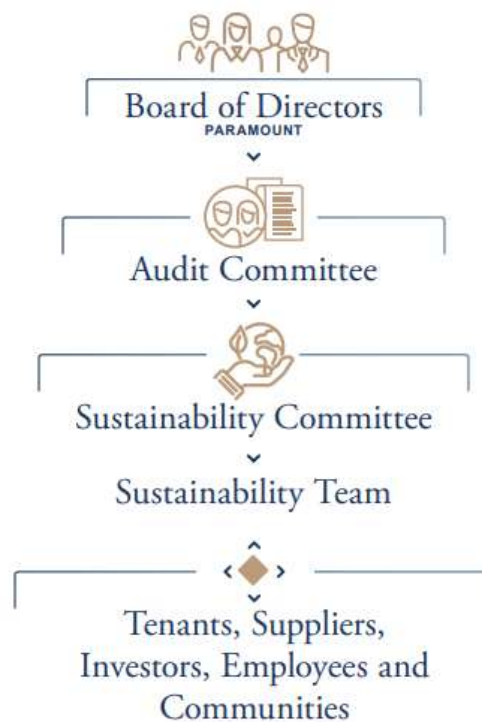 Board of Directors
PARAMOUNT
Audit Committee
Sustainability Committee
Sustainability Team
Tenants, Suppliers,
Investors, Employees and
Communities